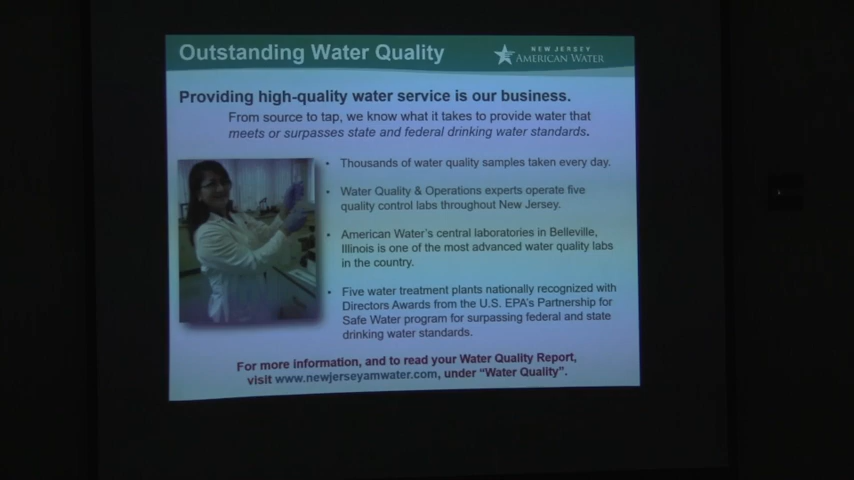 Outstanding Water Quality
NEW JERSEY
AMERICAN WATER
Providing high-quality water service is our business.
From source to tap, we know what it takes to provide water that
meets or surpasses state and federal drinking water standards.
• Thousands of water quality samples taken every day.
• Water Quality & Operations experts operate five
quality control labs throughout New Jersey.
• American Water's central laboratories in Belleville,
Illinois is one of the most advanced water quality labs
in the country.
• Five water treatment plants nationally recognized with
Directors Awards from the U.S. EPA's Partnership for
Safe Water program for surpassing federal and state
drinking water standards.
For more information, and to read your Water Quality Report,
visit www.newjerseyamwater.com, under "Water Quality".